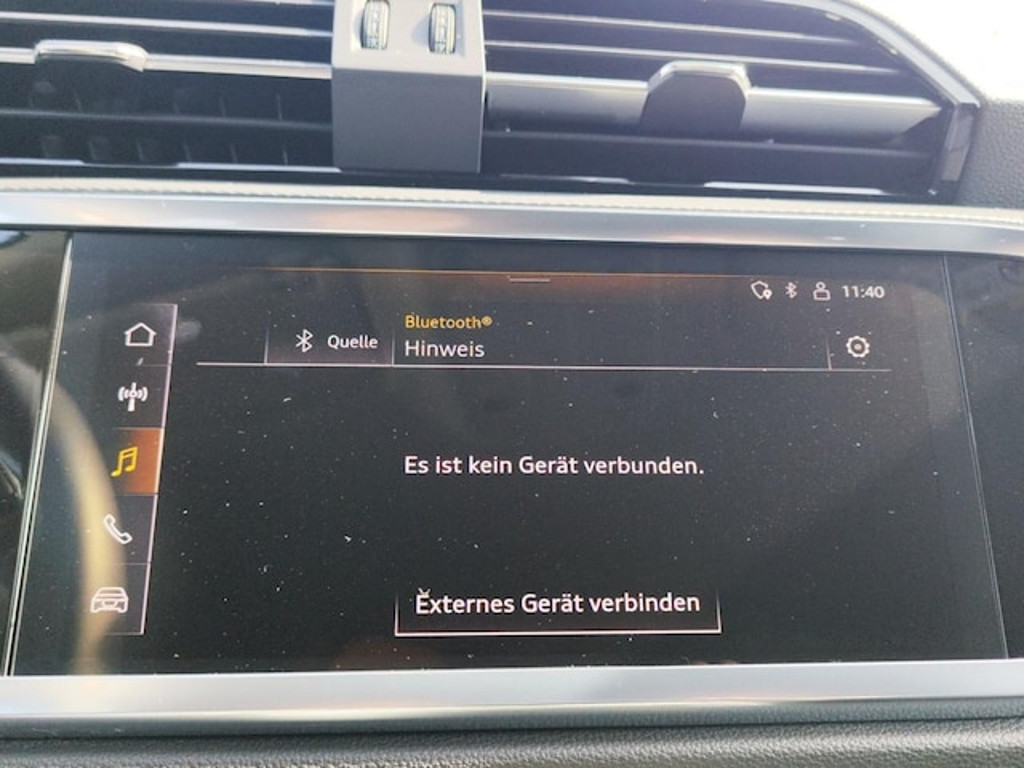 11:40
Bluetooth®
Quelle
Hinweis
Es ist kein Gerät verbunden.
Externes Gerät verbinden